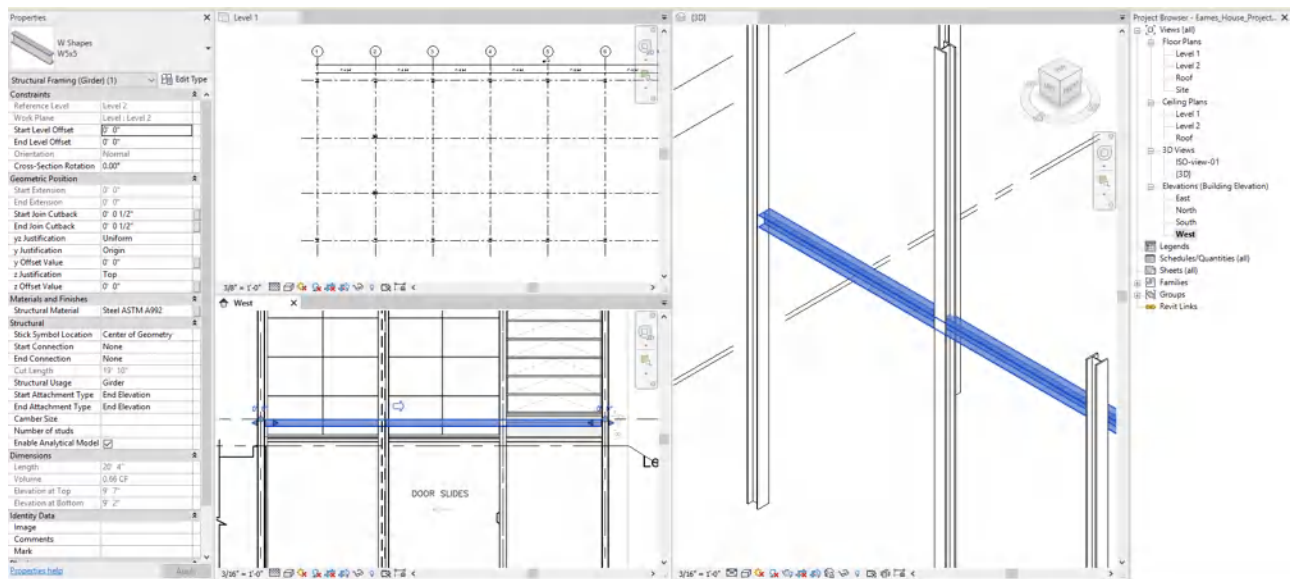 Properties
W Shapes
W5x5
Structural Framing (Girder) (1)
Edit Type
Constraints
Reference Level Level 2
Work Plane Level : Level 2
Start Level Offset 0' 0"
End Level Offset 0' 0"
Orientation Normal
Cross-Section Rotation 0.00°
Geometric Position
Start Extension 0' 0"
End Extension 0' 0"
Start Join Cutback 0' 0 1/2"
End Join Cutback 0' 0 1/2"
yz Justification Uniform
y Justification Origin
y Offset Value 0' 0"
z Justification Top
z Offset Value 0' 0"
Materials and Finishes
Structural Material Steel ASTM A992
Structural
Stick Symbol Location Center of Geometry
Start Connection None
End Connection None
Cut Length 19' 10"
Structural Usage Girder
Start Attachment Type End Elevation
End Attachment Type End Elevation
Camber Size
Number of studs
Enable Analytical Model
Dimensions
Length 20' 4"
Volume 0.66 CF
Elevation at Top 9' 7"
Elevation at Bottom 9' 2"
Identity Data
Image
Comments
Mark
Properties help
Apply
Level 1
1 2 3 4 5 6
3/8" = 1'-0"
West
DOOR SLIDES
Le
3/16" = 1'-0"
{3D}
3/16" = 1'-0"
Project Browser - Eames_House_Project...
Views (all)
Floor Plans
Level 1
Level 2
Roof
Site
Ceiling Plans
Level 1
Level 2
Roof
3D Views
ISO-view-01
{3D}
Elevations (Building Elevation)
East
North
South
West
Legends
Schedules/Quantities (all)
Sheets (all)
Families
Groups
Revit Links